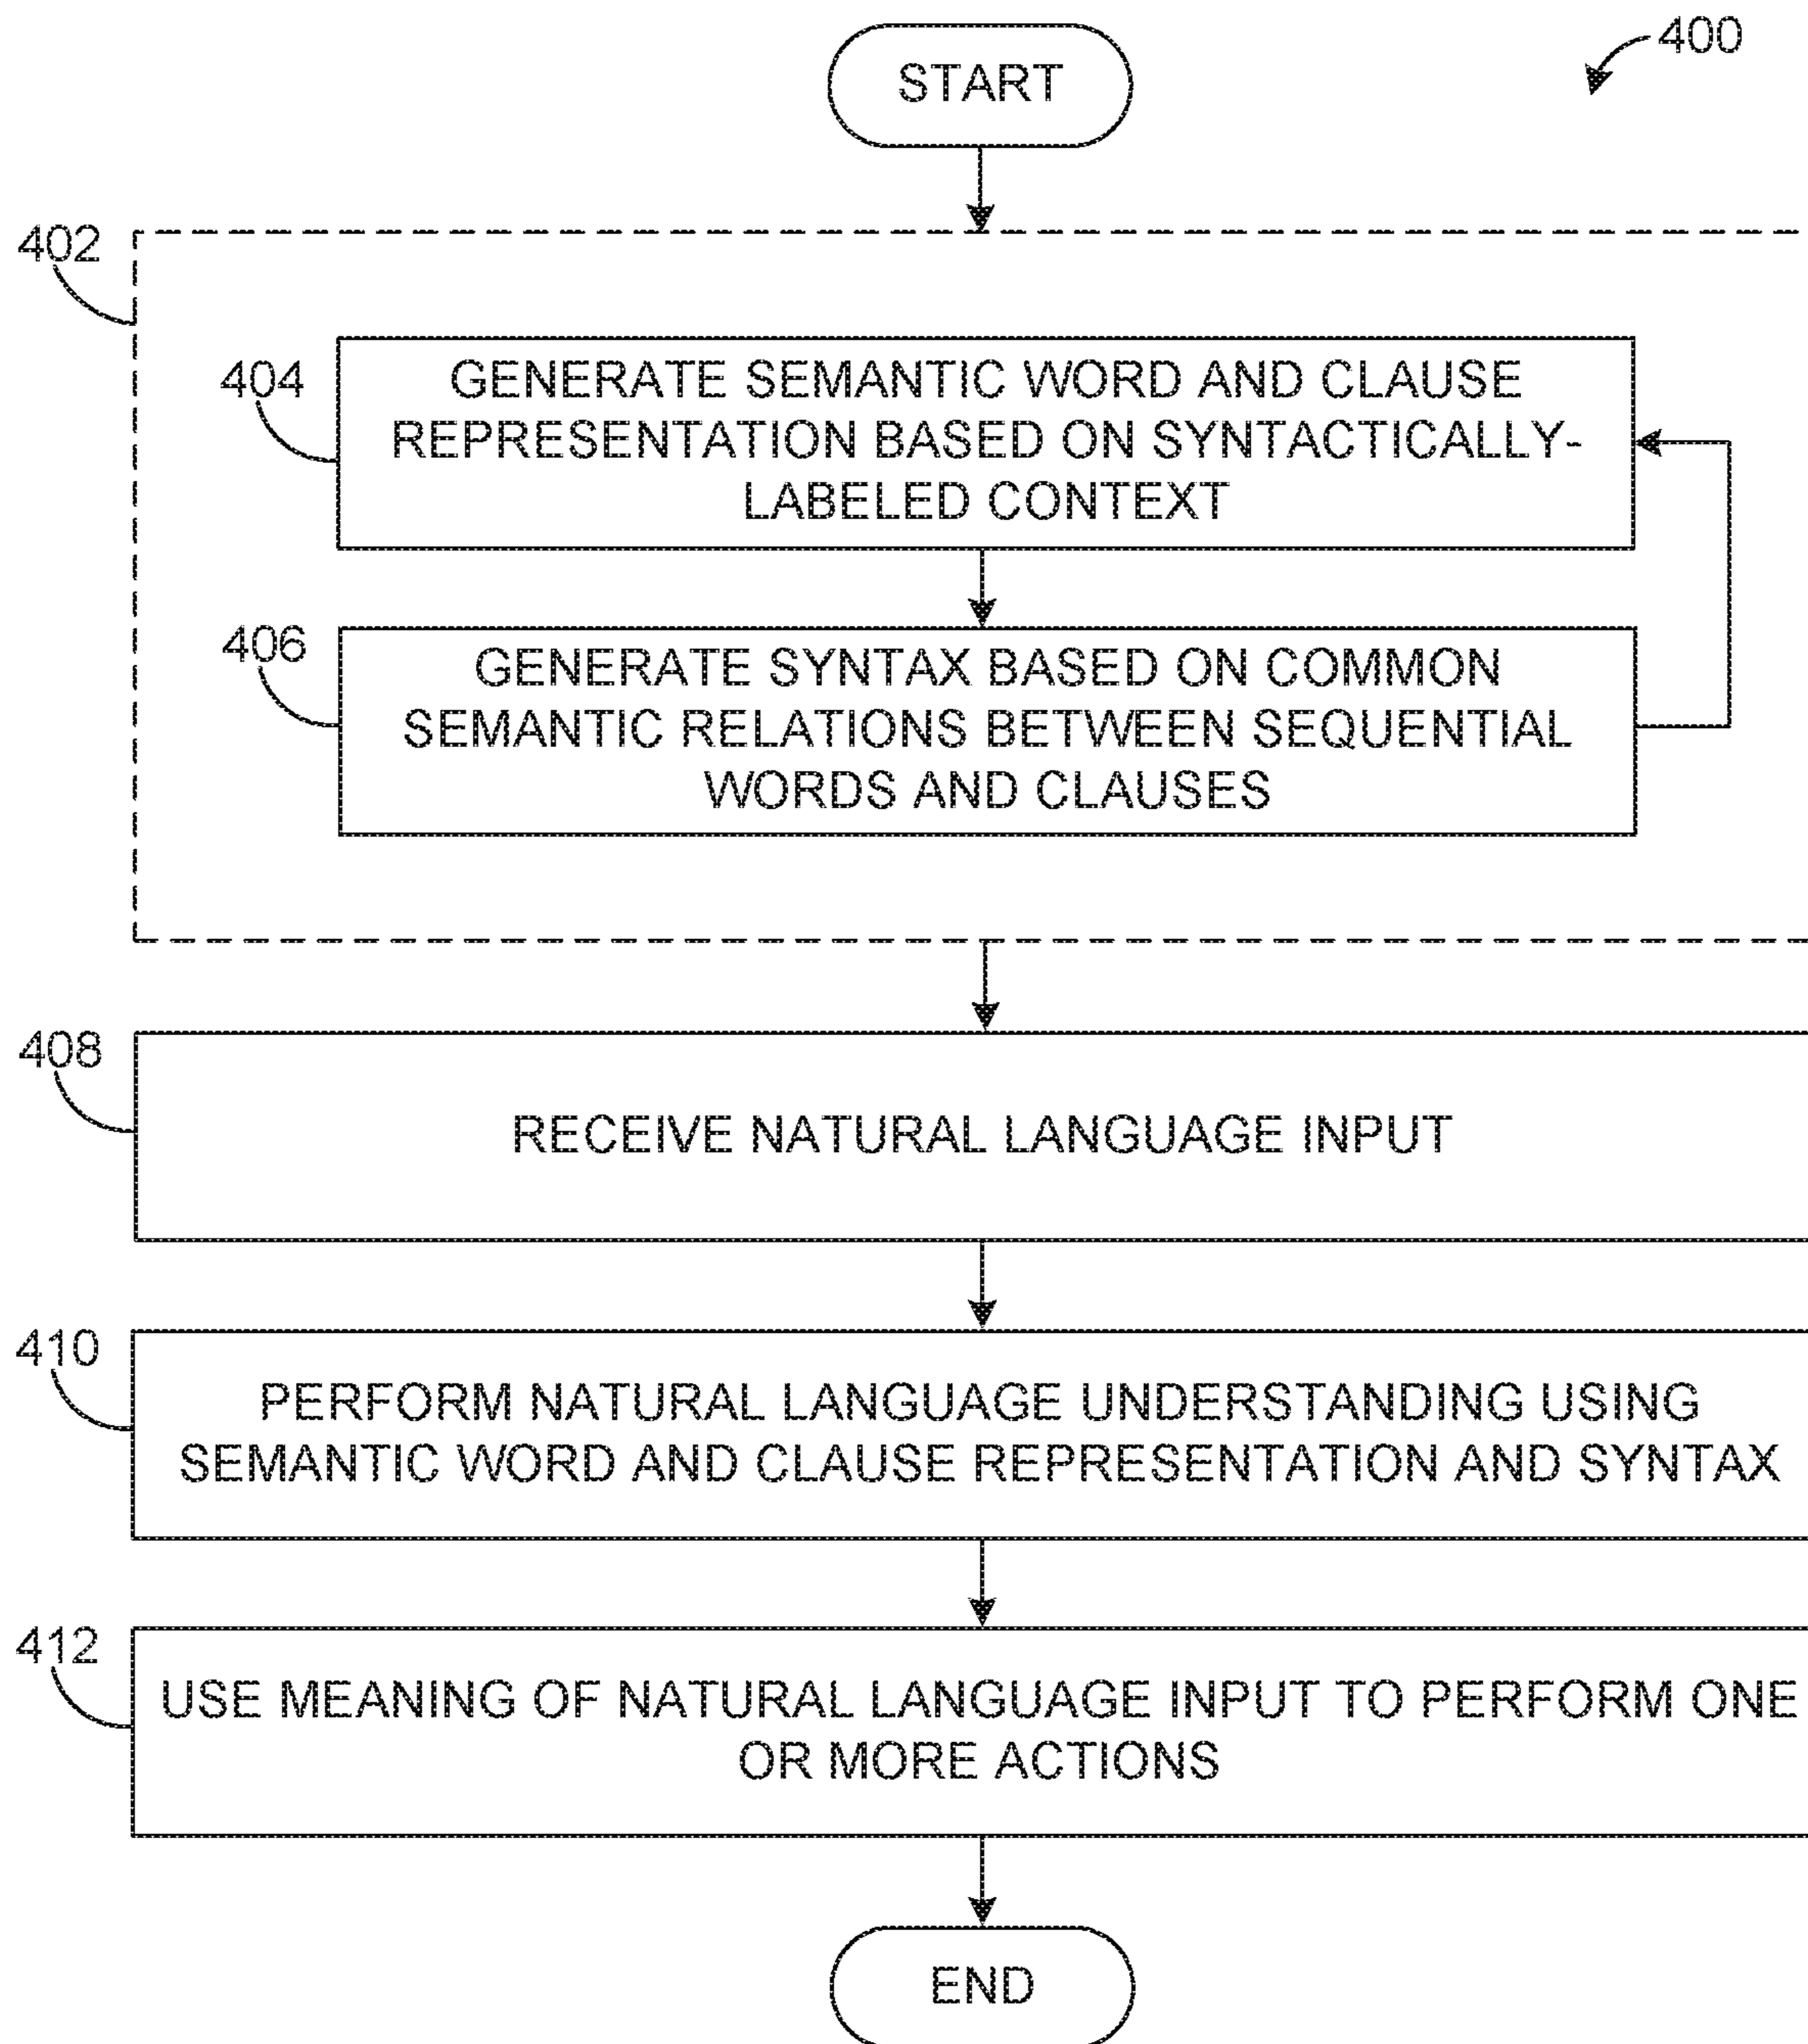 START
400
402
404
GENERATE SEMANTIC WORD AND CLAUSE
REPRESENTATION BASED ON SYNTACTICALLY-
LABELED CONTEXT
406
GENERATE SYNTAX BASED ON COMMON
SEMANTIC RELATIONS BETWEEN SEQUENTIAL
WORDS AND CLAUSES
408
RECEIVE NATURAL LANGUAGE INPUT
410
PERFORM NATURAL LANGUAGE UNDERSTANDING USING
SEMANTIC WORD AND CLAUSE REPRESENTATION AND SYNTAX
412
USE MEANING OF NATURAL LANGUAGE INPUT TO PERFORM ONE
OR MORE ACTIONS
END